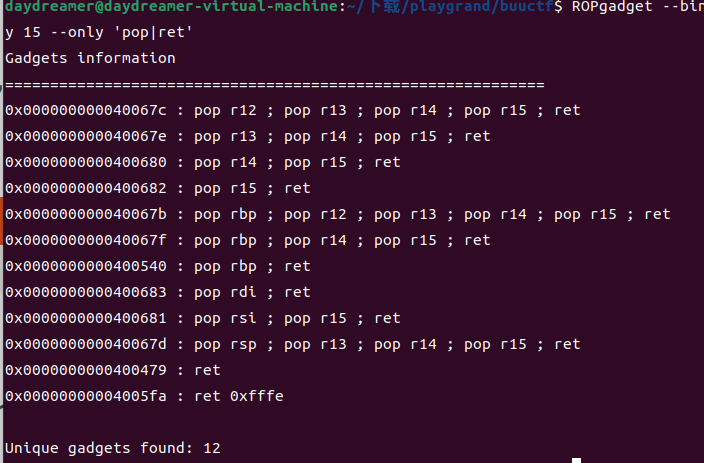 daydreamer@daydreamer-virtual-machine:~/下载/playgrand/buuctf$ ROPgadget --bin
y 15 --only 'pop|ret'
Gadgets information
============================================================
0x000000000040067c : pop r12 ; pop r13 ; pop r14 ; pop r15 ; ret
0x000000000040067e : pop r13 ; pop r14 ; pop r15 ; ret
0x0000000000400680 : pop r14 ; pop r15 ; ret
0x0000000000400682 : pop r15 ; ret
0x000000000040067b : pop rbp ; pop r12 ; pop r13 ; pop r14 ; pop r15 ; ret
0x000000000040067f : pop rbp ; pop r14 ; pop r15 ; ret
0x0000000000400540 : pop rbp ; ret
0x0000000000400683 : pop rdi ; ret
0x0000000000400681 : pop rsi ; pop r15 ; ret
0x000000000040067d : pop rsp ; pop r13 ; pop r14 ; pop r15 ; ret
0x0000000000400479 : ret
0x00000000004005fa : ret 0xfffe
Unique gadgets found: 12